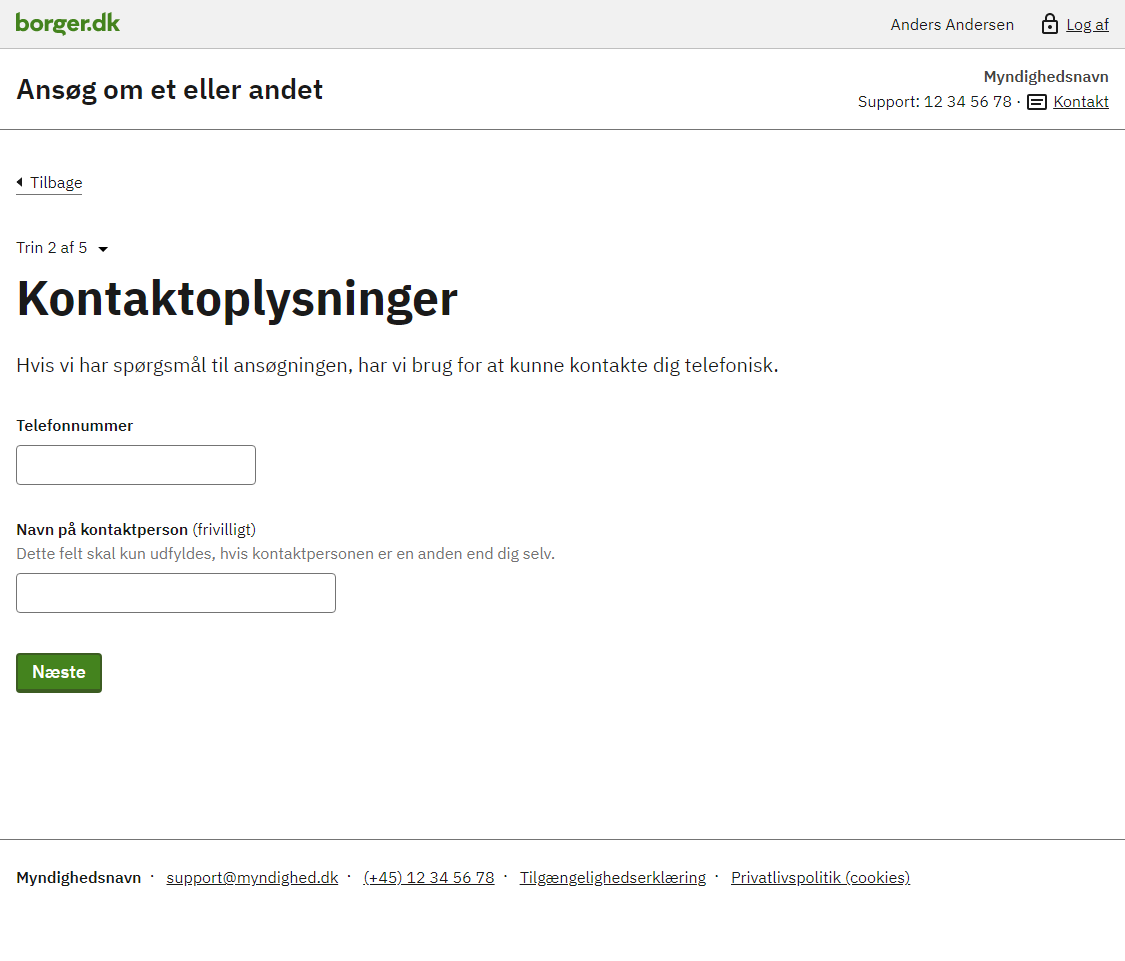 borger.dk
Anders Andersen
Log af
Ansøg om et eller andet
Myndighedsnavn
Support: 12 34 56 78 · Kontakt
Tilbage
Trin 2 af 5
Kontaktoplysninger
Hvis vi har spørgsmål til ansøgningen, har vi brug for at kunne kontakte dig telefonisk.
Telefonnummer
Navn på kontaktperson (frivilligt)
Dette felt skal kun udfyldes, hvis kontaktpersonen er en anden end dig selv.
Næste
Myndighedsnavn · support@myndighed.dk · (+45) 12 34 56 78 · Tilgængelighedserklæring · Privatlivspolitik (cookies)